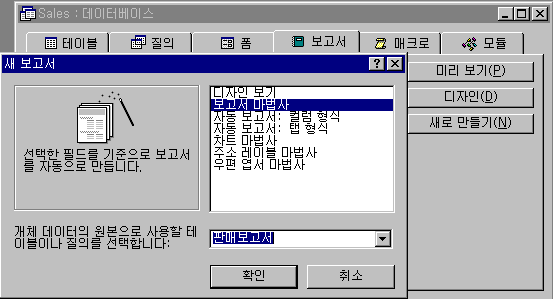 Sales : 데이터베이스
테이블 질의 폼 보고서 매크로 모듈
새 보고서
미리 보기(P)
디자인(D)
새로 만들기(N)
디자인 보기
보고서 마법사
자동 보고서: 컬럼 형식
자동 보고서: 탭 형식
차트 마법사
주소 레이블 마법사
우편 엽서 마법사
선택한 필드를 기준으로 보고서
를 자동으로 만듭니다.
개체 데이터의 원본으로 사용할 테
이블이나 질의를 선택합니다:
판매보고서
확인 취소